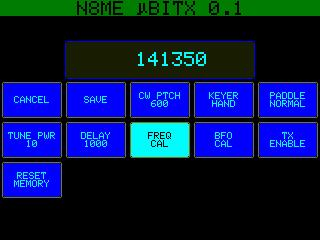 N8ME µBITX 0.1
141350
CANCEL
SAVE
CW PTCH
600
KEYER
HAND
PADDLE
NORMAL
TUNE PWR
10
DELAY
1000
FREQ
CAL
BFO
CAL
TX
ENABLE
RESET
MEMORY